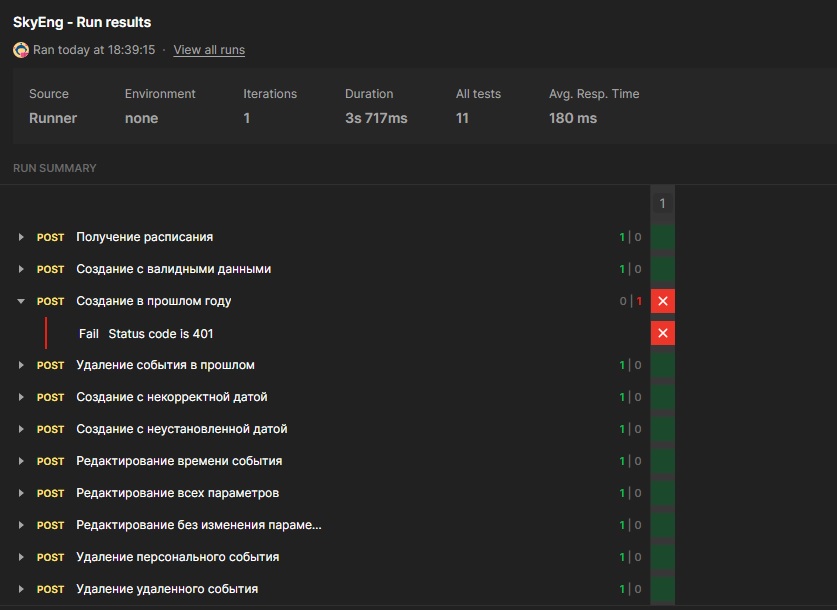 SkyEng - Run results
Ran today at 18:39:15 · View all runs
Source Environment Iterations Duration All tests Avg. Resp. Time
Runner none 1 3s 717ms 11 180 ms
RUN SUMMARY
1
POST Получение расписания 1 | 0
POST Создание с валидными данными 1 | 0
POST Создание в прошлом году 0 | 1
Fail Status code is 401
POST Удаление события в прошлом 1 | 0
POST Создание с некорректной датой 1 | 0
POST Создание с неустановленной датой 1 | 0
POST Редактирование времени события 1 | 0
POST Редактирование всех параметров 1 | 0
POST Редактирование без изменения параме... 1 | 0
POST Удаление персонального события 1 | 0
POST Удаление удаленного события 1 | 0